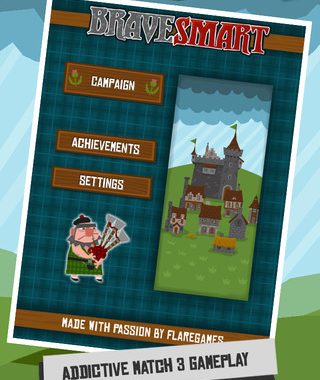 BRAVESMART
CAMPAIGN
ACHIEVEMENTS
SETTINGS
MADE WITH PASSION BY FLAREGAMES
ADDICTIVE MATCH 3 GAMEPLAY